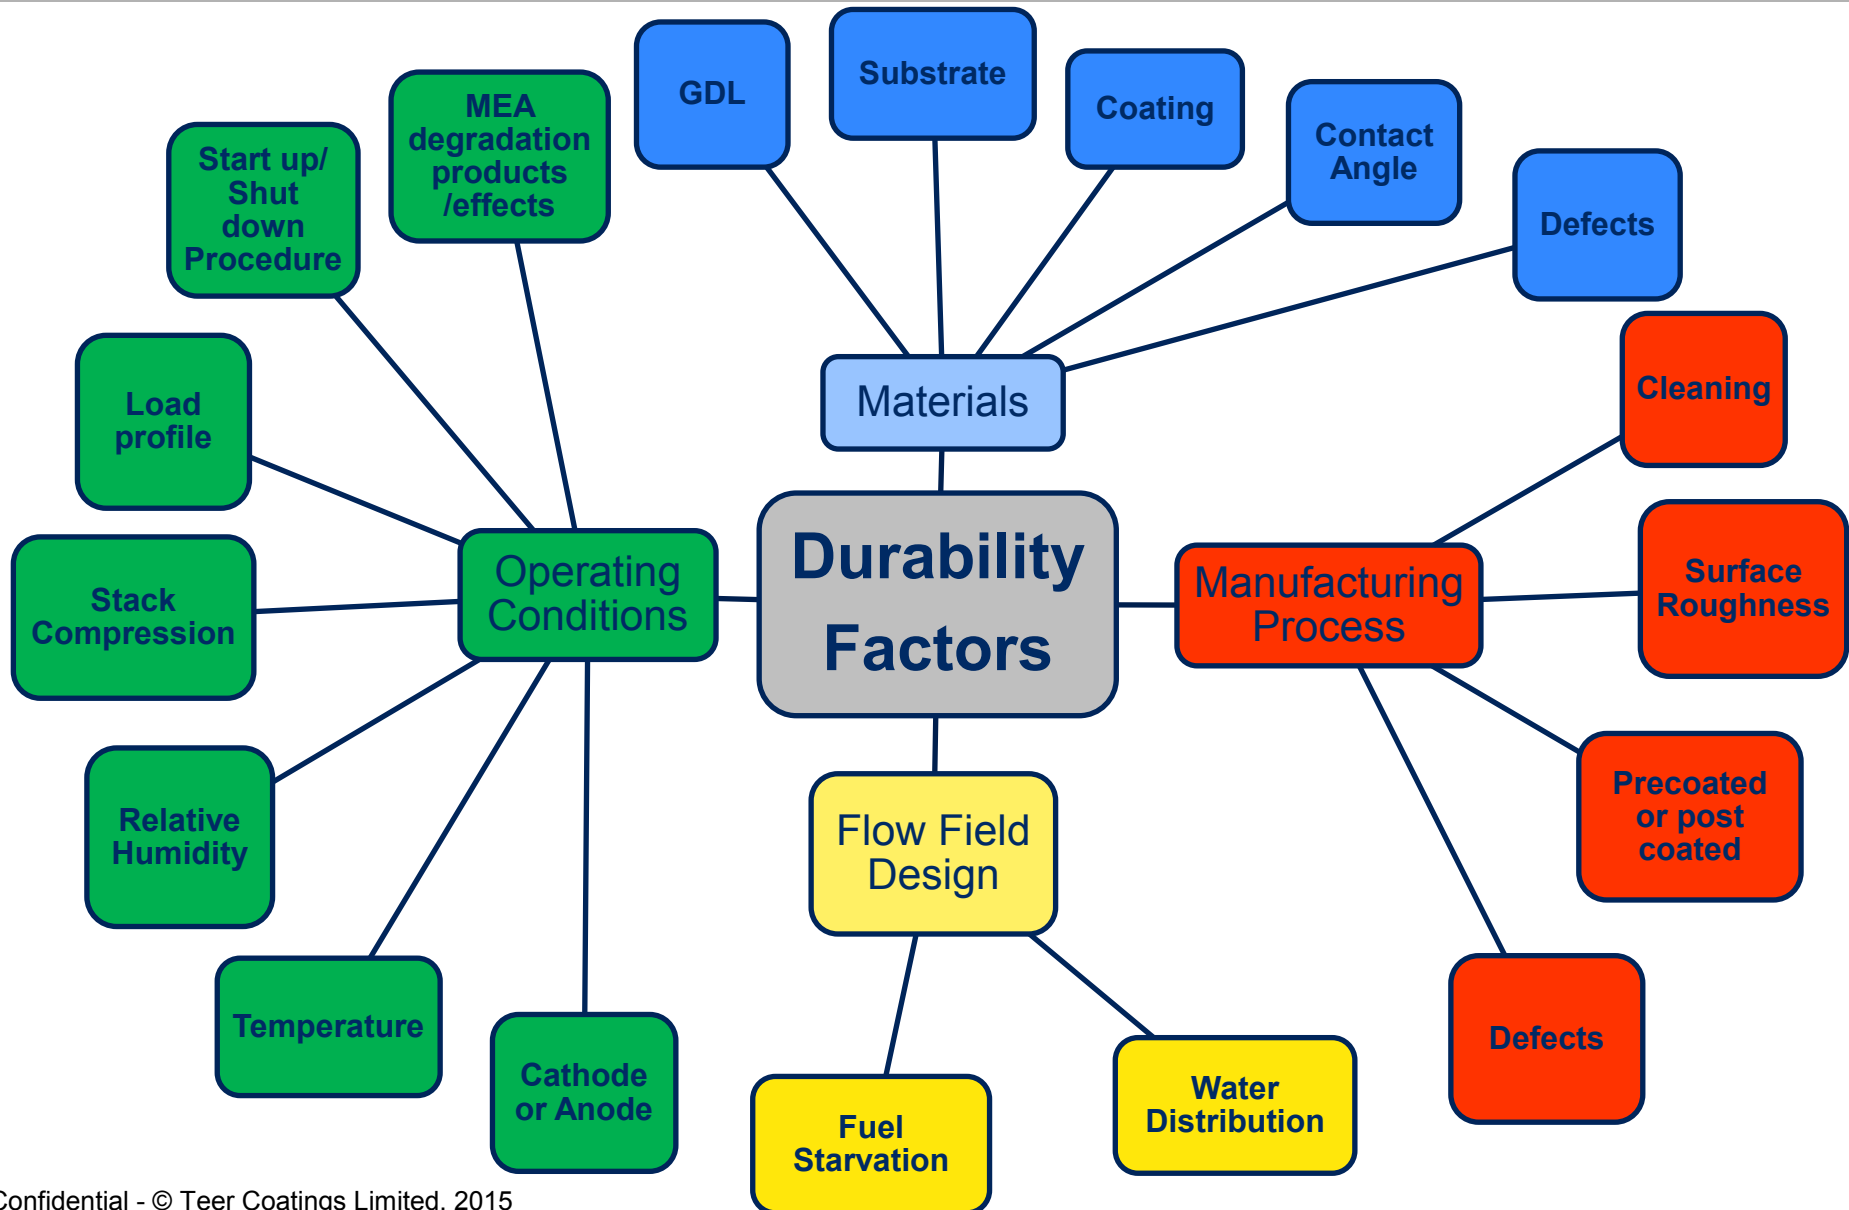 GDL
Substrate
Coating
Contact
Angle
Defects
MEA
degradation
products
/effects
Start up/
Shut
down
Procedure
Load
profile
Stack
Compression
Relative
Humidity
Temperature
Cathode
or Anode
Operating
Conditions
Materials
Durability
Factors
Manufacturing
Process
Cleaning
Surface
Roughness
Precoated
or post
coated
Defects
Flow Field
Design
Fuel
Starvation
Water
Distribution
Confidential - © Teer Coatings Limited, 2015